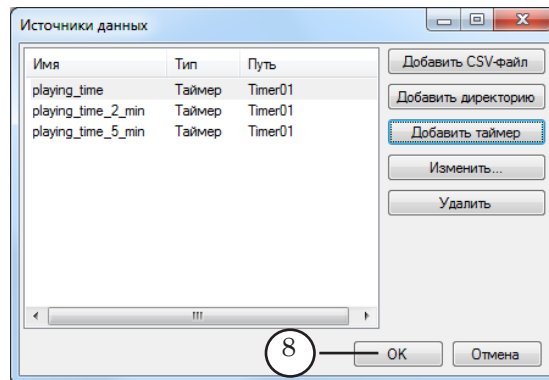 Источники данных
Имя Тип Путь
playing_time Таймер Timer01
playing_time_2_min Таймер Timer01
playing_time_5_min Таймер Timer01
Добавить CSV-файл
Добавить директорию
Добавить таймер
Изменить...
Удалить
8
OK
Отмена